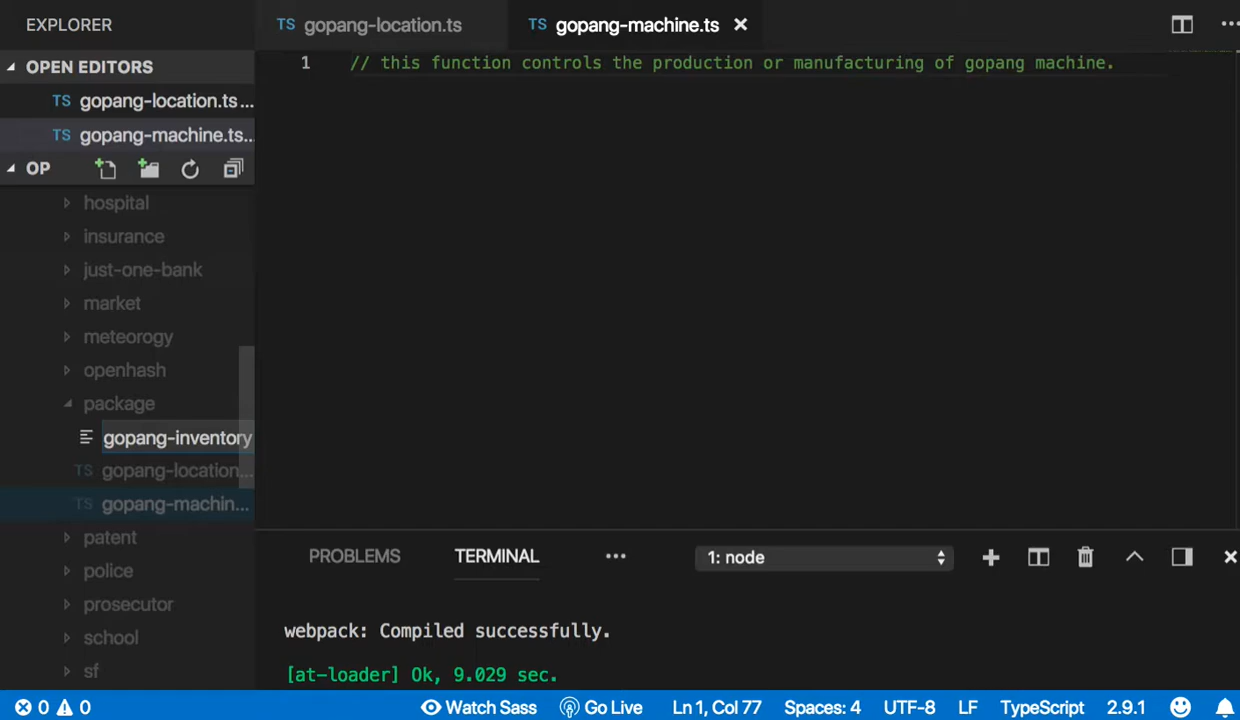 EXPLORER
OPEN EDITORS
TS gopang-location.ts...
TS gopang-machine.ts...
OP
hospital
insurance
just-one-bank
market
meteorogy
openhash
package
gopang-inventory
TS gopang-location...
TS gopang-machin...
patent
police
prosecutor
school
sf
TS gopang-location.ts
TS gopang-machine.ts
1 // this function controls the production or manufacturing of gopang machine.
PROBLEMS TERMINAL ... 1: node
webpack: Compiled successfully.
[at-loader] Ok, 9.029 sec.
0 0 Watch Sass Go Live Ln 1, Col 77 Spaces: 4 UTF-8 LF TypeScript 2.9.1